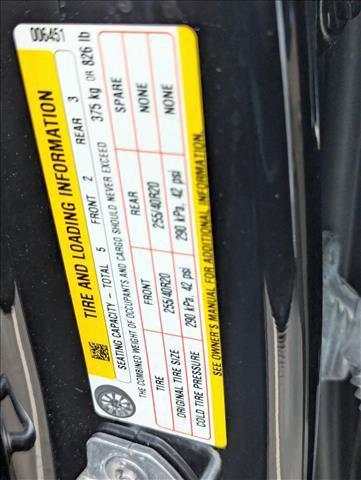 006451
TIRE AND LOADING INFORMATION
SEATING CAPACITY - TOTAL 5 FRONT 2 REAR 3
THE COMBINED WEIGHT OF OCCUPANTS AND CARGO SHOULD NEVER EXCEED 375 kg OR 826 lb
TIRE FRONT REAR SPARE
ORIGINAL TIRE SIZE 255/40R20 255/40R20 NONE
COLD TIRE PRESSURE 290 kPa, 42 psi 290 kPa, 42 psi NONE
SEE OWNER'S MANUAL FOR ADDITIONAL INFORMATION.